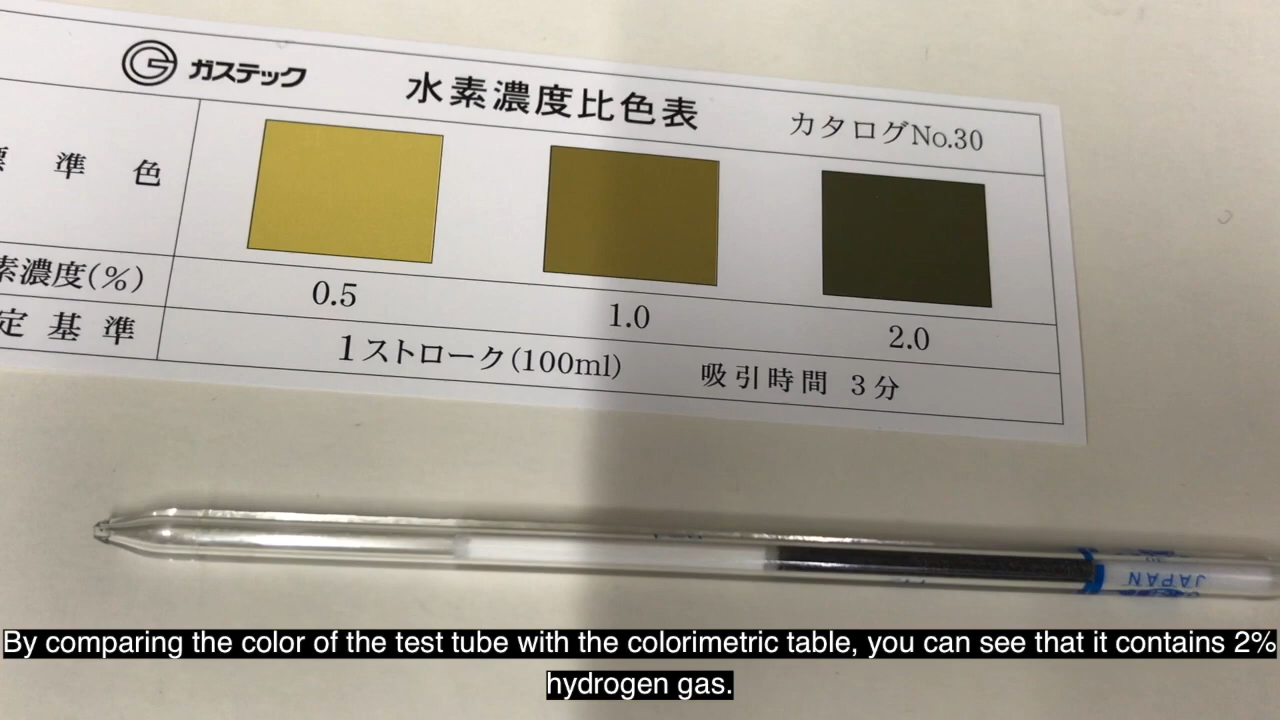 ガステック 水素濃度比色表 カタログNo.30
準 色
素濃度(%) 0.5 1.0 2.0
定基準 1ストローク(100ml) 吸引時間 3分
JAPAN
By comparing the color of the test tube with the colorimetric table, you can see that it contains 2%
hydrogen gas.